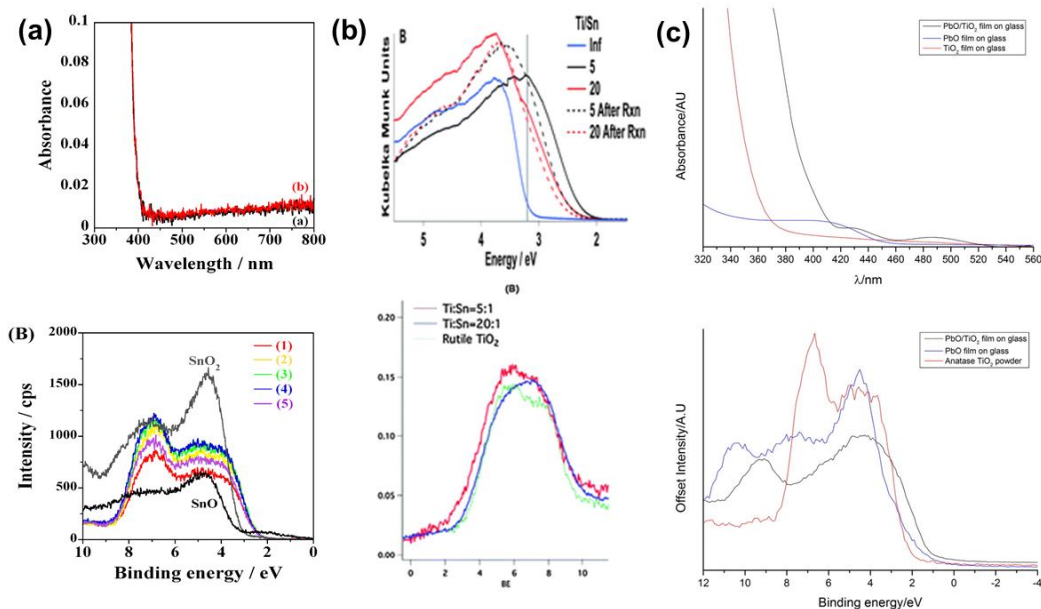 (a)
0.1
0.08
0.06
0.04
0.02
0
Absorbance
(b)
(a)
300 400 500 600 700 800
Wavelength / nm
(b)
B
Kubelka Munk Units
Ti/Sn
Inf
5
20
5 After Rxn
20 After Rxn
5 4 3 2
Energy / eV
(c)
PbO/TiO2 film on glass
PbO film on glass
TiO2 film on glass
Absorbance/AU
320 340 360 380 400 420 440 460 480 500 520 540 560
λ/nm
(B)
2000
1500
1000
500
0
Intensity / cps
SnO2
SnO
(1)
(2)
(3)
(4)
(5)
10 8 6 4 2 0
Binding energy / eV
(B)
Ti:Sn=5:1
Ti:Sn=20:1
Rutile TiO2
0.20
0.15
0.10
0.05
0.00
0 2 4 6 8 10
BE
PbO/TiO2 film on glass
PbO film on glass
Anatase TiO2 powder
Offset Intensity/A.U
12 10 8 6 4 2 0 -2 -4
Binding energy/eV